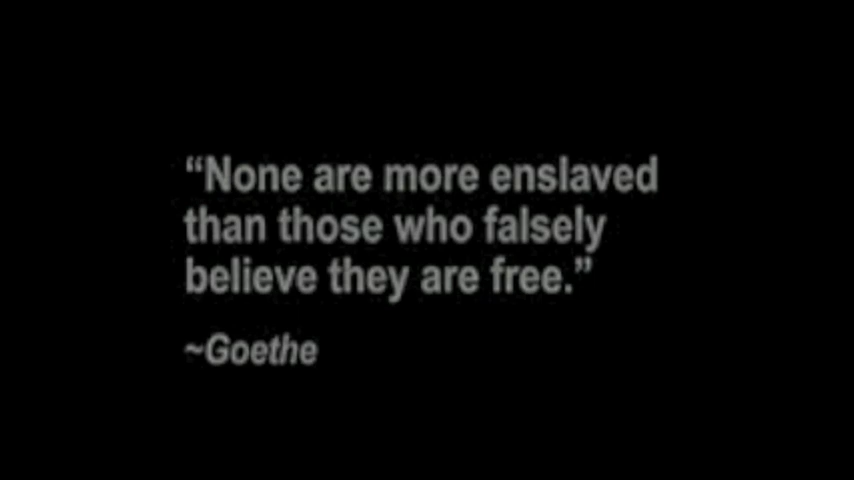 “None are more enslaved
than those who falsely
believe they are free.”
~Goethe